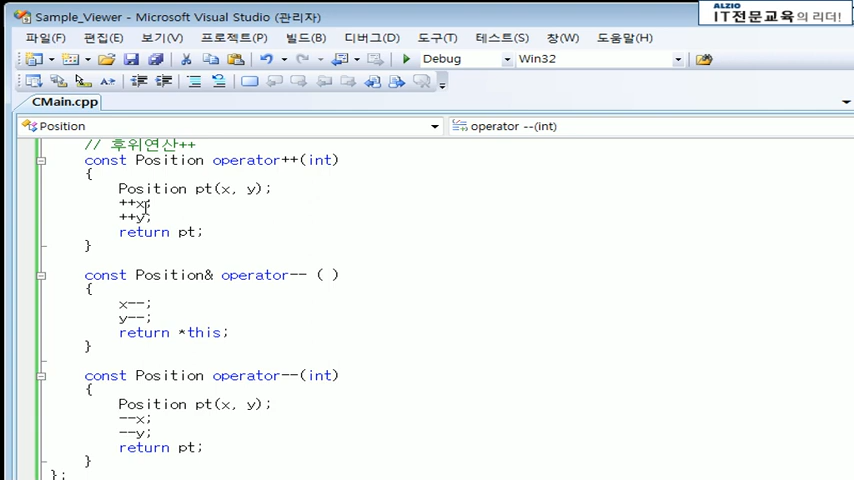 Sample_Viewer - Microsoft Visual Studio (관리자)
ALZIO
IT전문교육의 리더!
파일(F) 편집(E) 보기(V) 프로젝트(P) 빌드(B) 디버그(D) 도구(T) 테스트(S) 창(W) 도움말(H)
Debug Win32
CMain.cpp
Position operator --(int)
// 후위연산++
const Position operator++(int)
{
Position pt(x, y);
++x;
++y;
return pt;
}
const Position& operator-- ( )
{
x--;
y--;
return *this;
}
const Position operator--(int)
{
Position pt(x, y);
--x;
--y;
return pt;
}
};